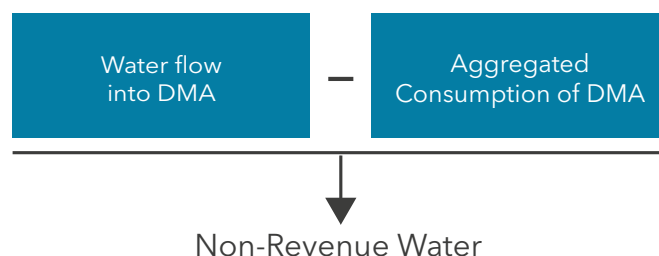 Water flow
into DMA
–
Aggregated
Consumption of DMA
Non-Revenue Water